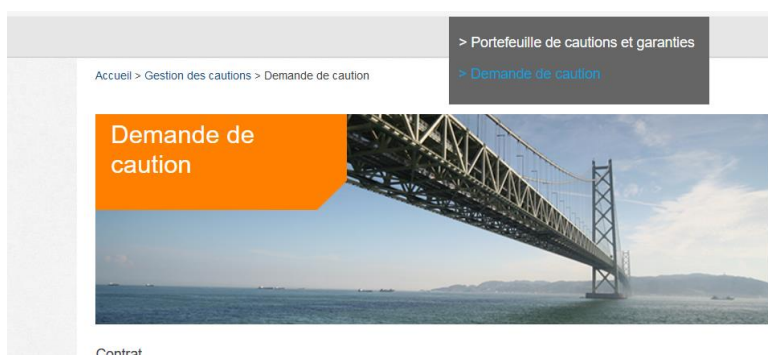 > Portefeuille de cautions et garanties
> Demande de caution
Accueil > Gestion des cautions > Demande de caution
Demande de
caution
Contrat